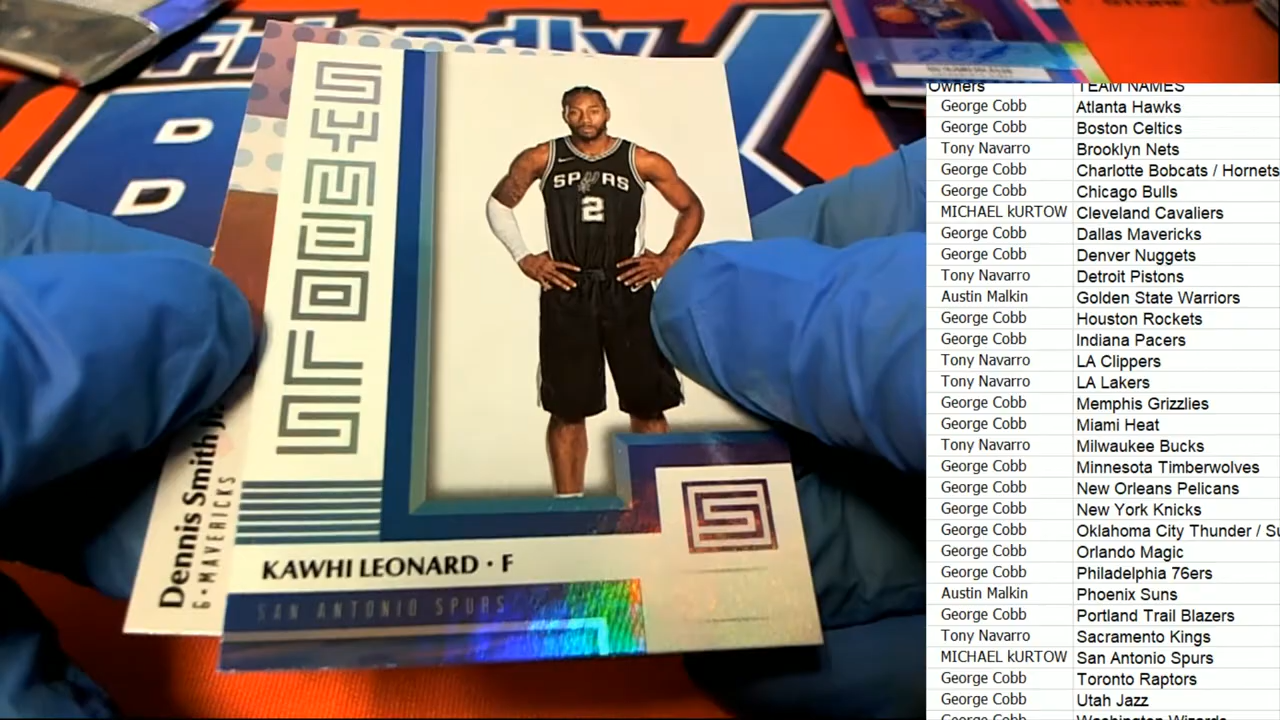 Friendly
SYMBOLS
SPURS
2
KAWHI LEONARD · F
SAN ANTONIO SPURS
S
Dennis Smith
G · MAVERICKS
D
D
Owners TEAM NAMES
George Cobb Atlanta Hawks
George Cobb Boston Celtics
Tony Navarro Brooklyn Nets
George Cobb Charlotte Bobcats / Hornets
George Cobb Chicago Bulls
MICHAEL kURTOW Cleveland Cavaliers
George Cobb Dallas Mavericks
George Cobb Denver Nuggets
Tony Navarro Detroit Pistons
Austin Malkin Golden State Warriors
George Cobb Houston Rockets
George Cobb Indiana Pacers
Tony Navarro LA Clippers
Tony Navarro LA Lakers
George Cobb Memphis Grizzlies
George Cobb Miami Heat
Tony Navarro Milwaukee Bucks
George Cobb Minnesota Timberwolves
George Cobb New Orleans Pelicans
George Cobb New York Knicks
George Cobb Oklahoma City Thunder /
George Cobb Orlando Magic
George Cobb Philadelphia 76ers
Austin Malkin Phoenix Suns
George Cobb Portland Trail Blazers
Tony Navarro Sacramento Kings
MICHAEL kURTOW San Antonio Spurs
George Cobb Toronto Raptors
George Cobb Utah Jazz
Washington Wizards